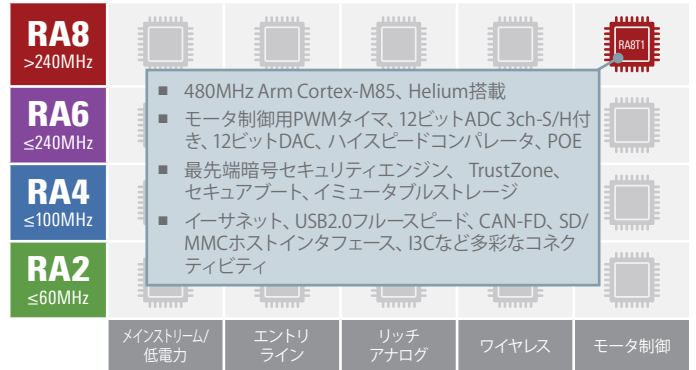 RA8
>240MHz
RA8T1
■ 480MHz Arm Cortex-M85、Helium搭載
■ モータ制御用PWMタイマ、12ビットADC 3ch-S/H付
き、12ビットDAC、ハイスピードコンパレータ、POE
■ 最先端暗号セキュリティエンジン、 TrustZone、
セキュアブート、イミュータブルストレージ
■ イーサネット、USB2.0フルースピード、CAN-FD、SD/
MMCホストインタフェース、I3Cなど多彩なコネク
ティビティ
RA6
≤240MHz
RA4
≤100MHz
RA2
≤60MHz
メインストリーム/
低電力
エントリ
ライン
リッチ
アナログ
ワイヤレス
モータ制御